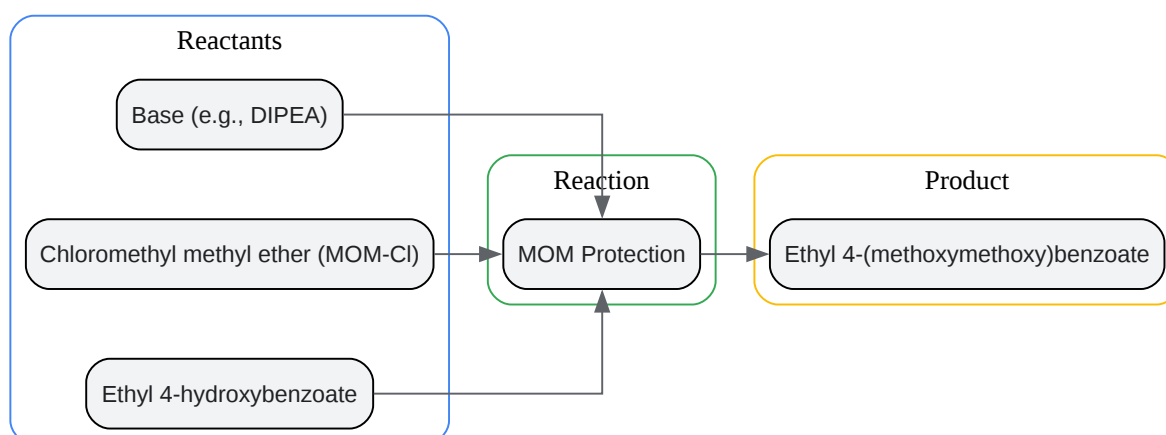 Reactants
Base (e.g., DIPEA)
Chloromethyl methyl ether (MOM-Cl)
Ethyl 4-hydroxybenzoate
Reaction
MOM Protection
Product
Ethyl 4-(methoxymethoxy)benzoate